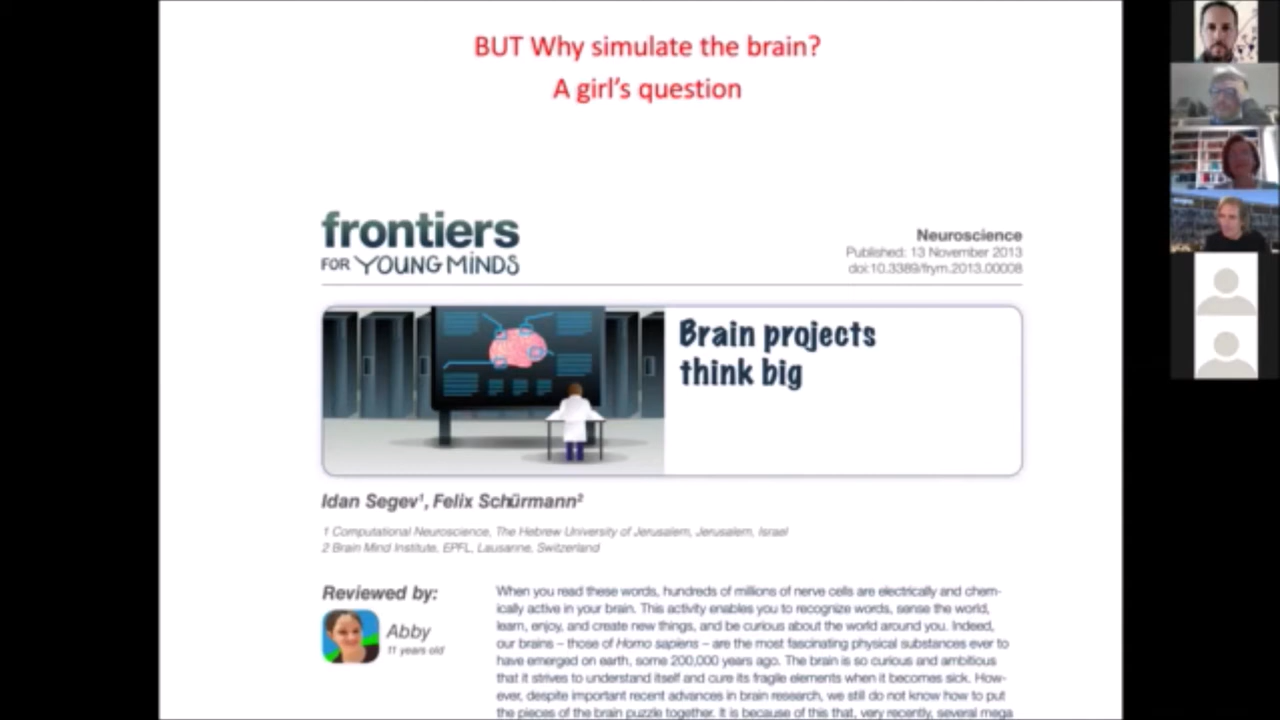 BUT Why simulate the brain?
A girl's question
frontiers
FOR YOUNG MINDS
Neuroscience
Published: 13 November 2013
doi:10.3389/frym.2013.00008
Brain projects
think big
Idan Segev¹, Felix Schürmann²
1 Computational Neuroscience, The Hebrew University of Jerusalem, Jerusalem, Israel
2 Brain Mind Institute, EPFL, Lausanne, Switzerland
Reviewed by:
Abby
11 years old
When you read these words, hundreds of millions of nerve cells are electrically and chem-
ically active in your brain. This activity enables you to recognize words, sense the world,
learn, enjoy, and create new things, and be curious about the world around you. Indeed,
our brains – those of Homo sapiens – are the most fascinating physical substances ever to
have emerged on earth, some 200,000 years ago. The brain is so curious and ambitious
that it strives to understand itself and cure its fragile elements when it becomes sick. How-
ever, despite important recent advances in brain research, we still do not know how to put
the pieces of the brain puzzle together. It is because of this that, very recently, several mega